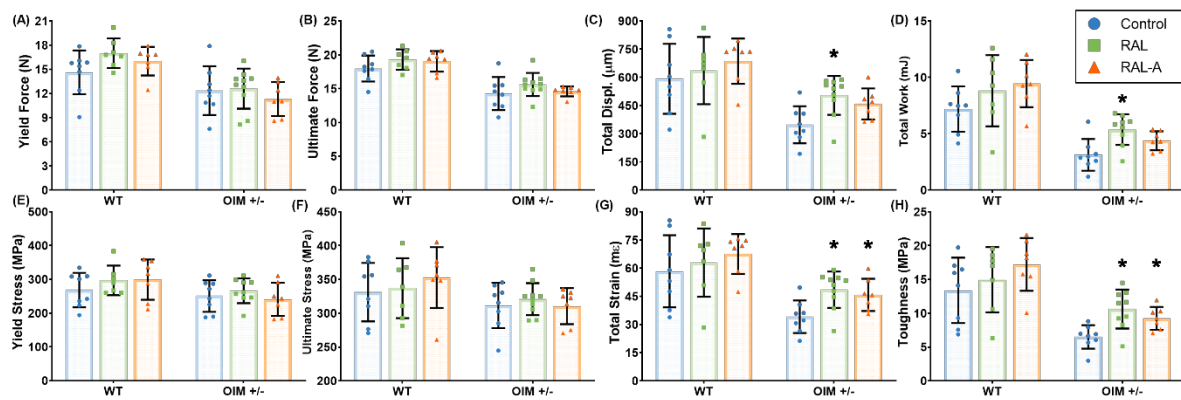 (A)
Yield Force (N)
21
18
15
12
9
6
3
0
WT
OIM +/-
(B)
Ultimate Force (N)
25
20
15
10
5
0
WT
OIM +/-
(C)
Total Displ. (μm)
900
750
600
450
300
150
0
*
WT
OIM +/-
(D)
Total Work (mJ)
15
10
5
0
*
WT
OIM +/-
Control
RAL
RAL-A
(E)
Yield Stress (MPa)
500
400
300
200
100
0
WT
OIM +/-
(F)
Ultimate Stress (MPa)
450
400
350
300
250
200
WT
OIM +/-
(G)
Total Strain (mε)
90
75
60
45
30
15
0
* *
WT
OIM +/-
(H)
Toughness (MPa)
25
20
15
10
5
0
* *
WT
OIM +/-